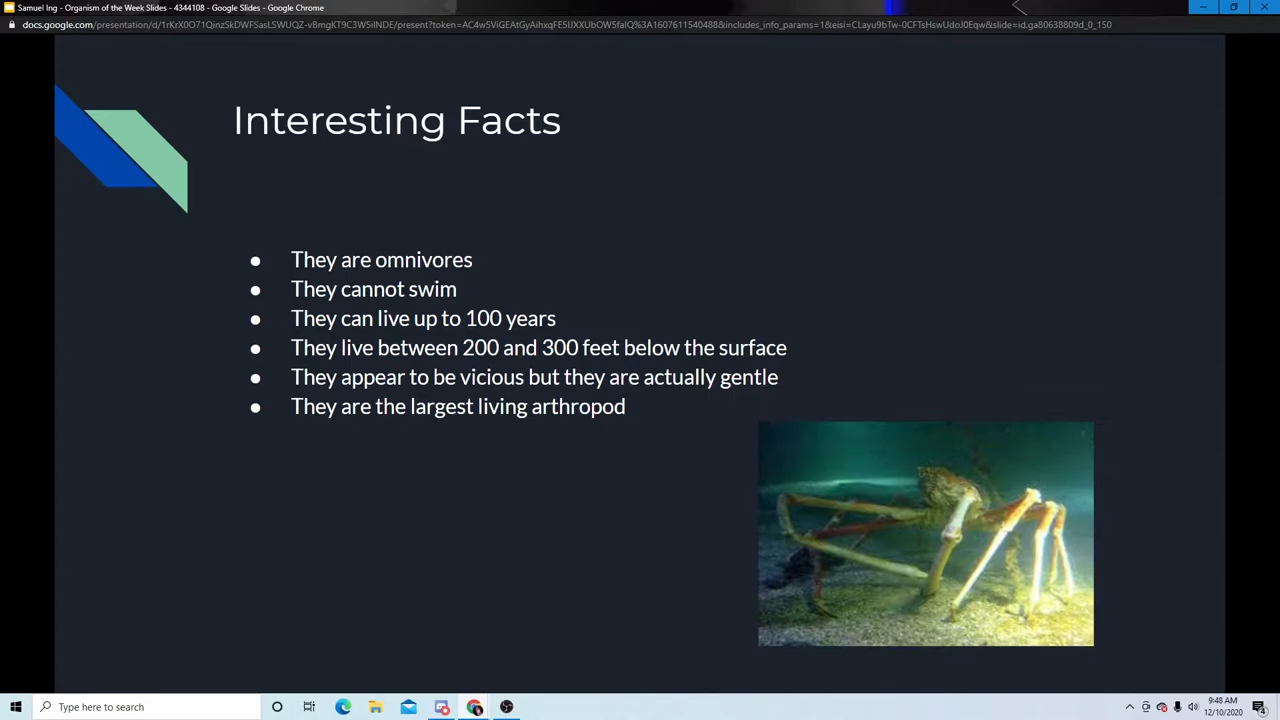 Samuel Ing - Organism of the Week Slides - 4344108 - Google Slides - Google Chrome
Interesting Facts
● They are omnivores
● They cannot swim
● They can live up to 100 years
● They live between 200 and 300 feet below the surface
● They appear to be vicious but they are actually gentle
● They are the largest living arthropod
Type here to search
9:48 AM
12/10/2020
4